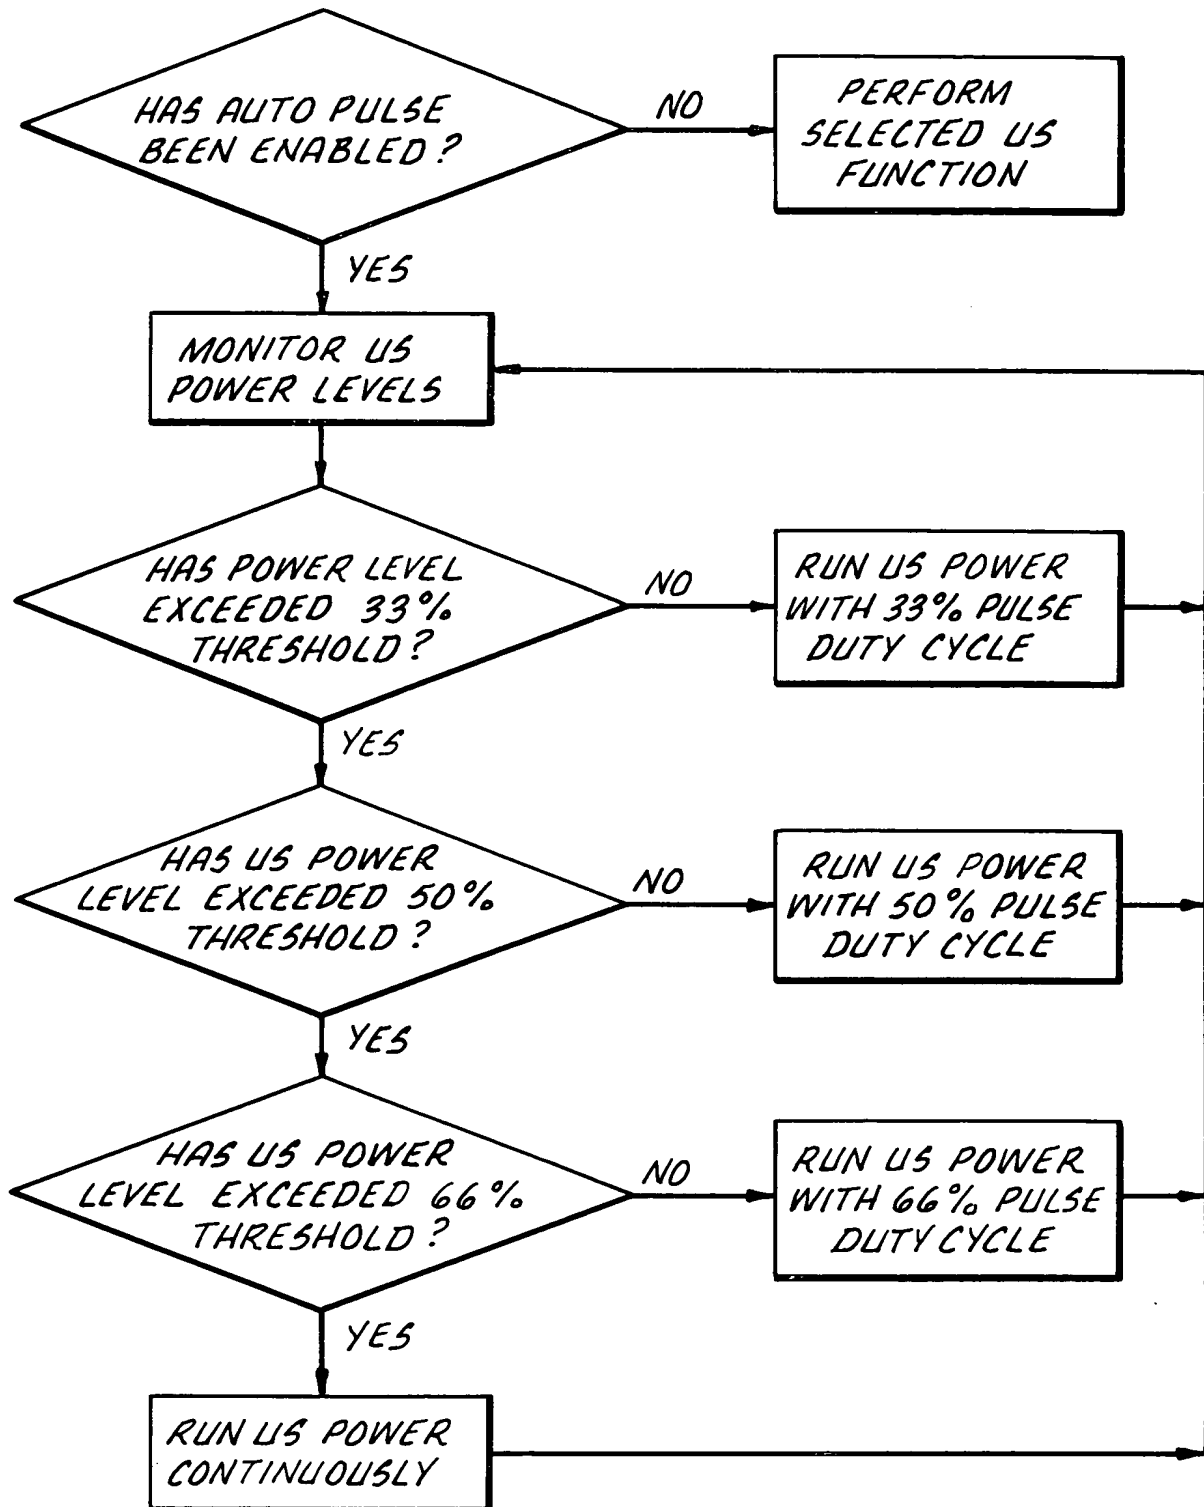 HAS AUTO PULSE
BEEN ENABLED?
NO
PERFORM
SELECTED US
FUNCTION
YES
MONITOR US
POWER LEVELS
HAS POWER LEVEL
EXCEEDED 33%
THRESHOLD?
NO
RUN US POWER
WITH 33% PULSE
DUTY CYCLE
YES
HAS US POWER
LEVEL EXCEEDED 50%
THRESHOLD?
NO
RUN US POWER
WITH 50% PULSE
DUTY CYCLE
YES
HAS US POWER
LEVEL EXCEEDED 66%
THRESHOLD?
NO
RUN US POWER
WITH 66% PULSE
DUTY CYCLE
YES
RUN US POWER
CONTINUOUSLY